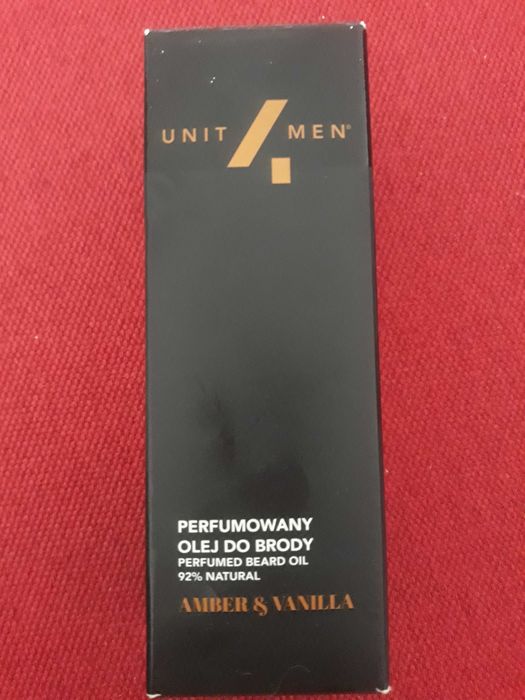 UNIT 4 MEN®
PERFUMOWANY
OLEJ DO BRODY
PERFUMED BEARD OIL
92% NATURAL
AMBER & VANILLA